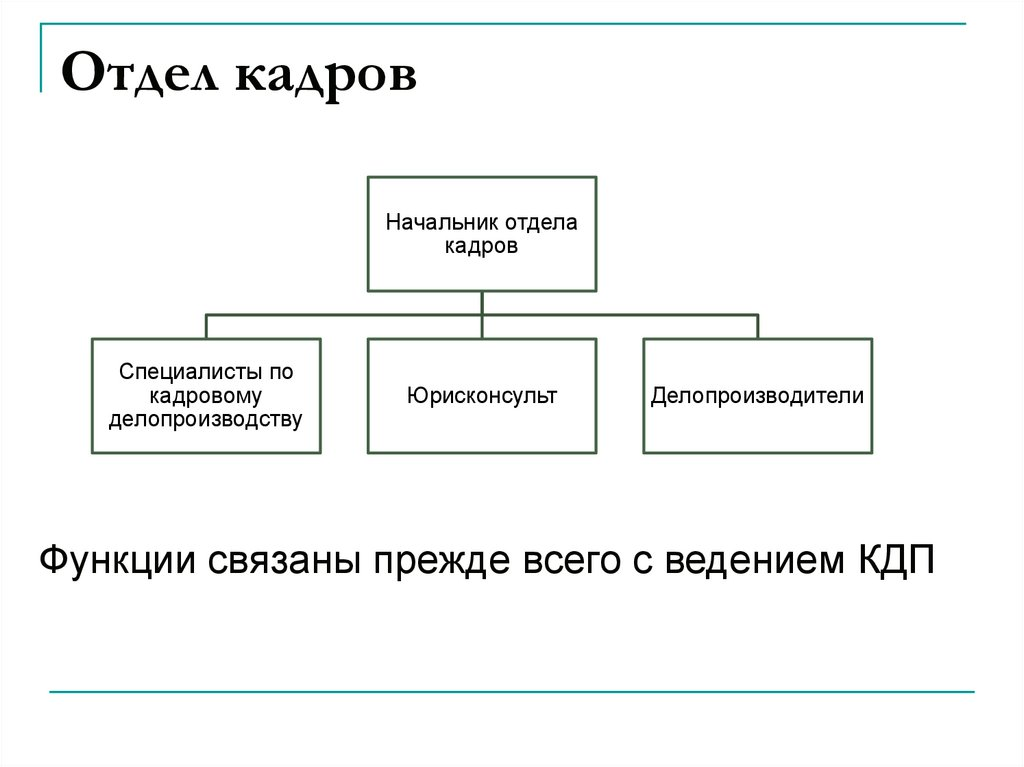 Отдел кадров
Начальник отдела
кадров
Специалисты по
кадровому
делопроизводству
Юрисконсульт
Делопроизводители
Функции связаны прежде всего с ведением КДП